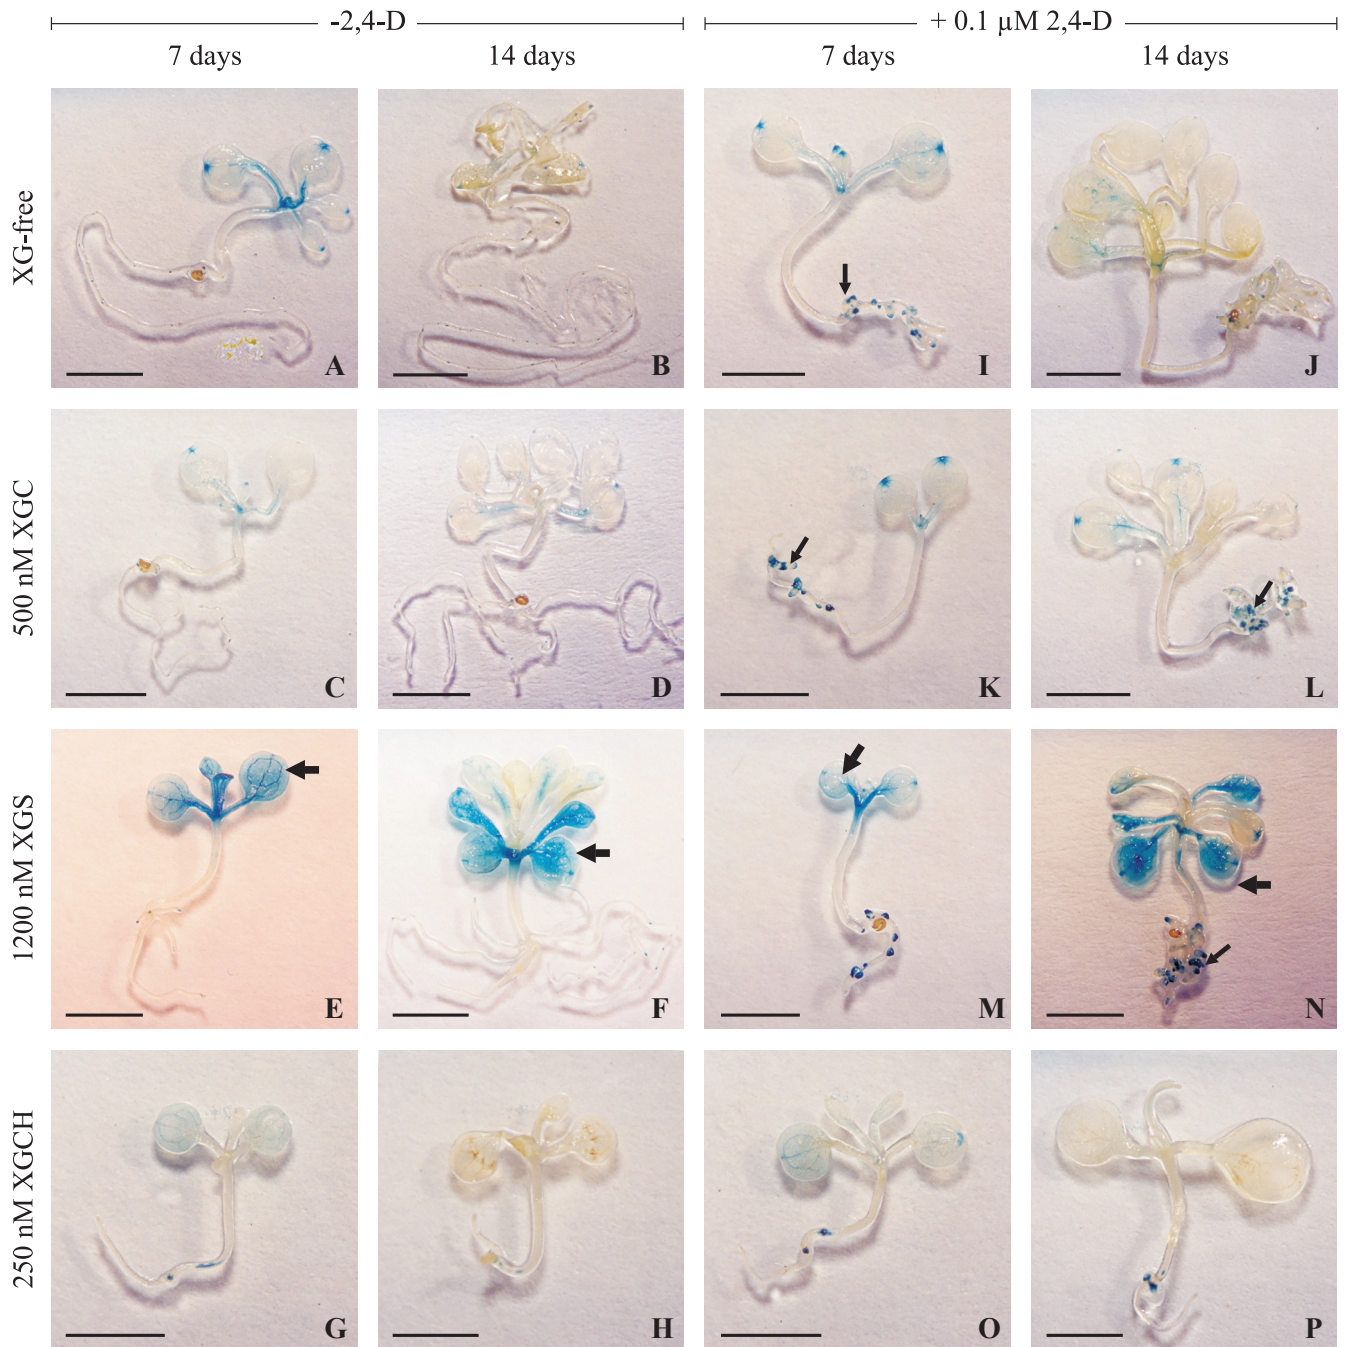 -2,4-D
+ 0.1 µM 2,4-D
7 days
14 days
7 days
14 days
XG-free
A
B
I
J
500 nM XGC
C
D
K
L
1200 nM XGS
E
F
M
N
250 nM XGCH
G
H
O
P